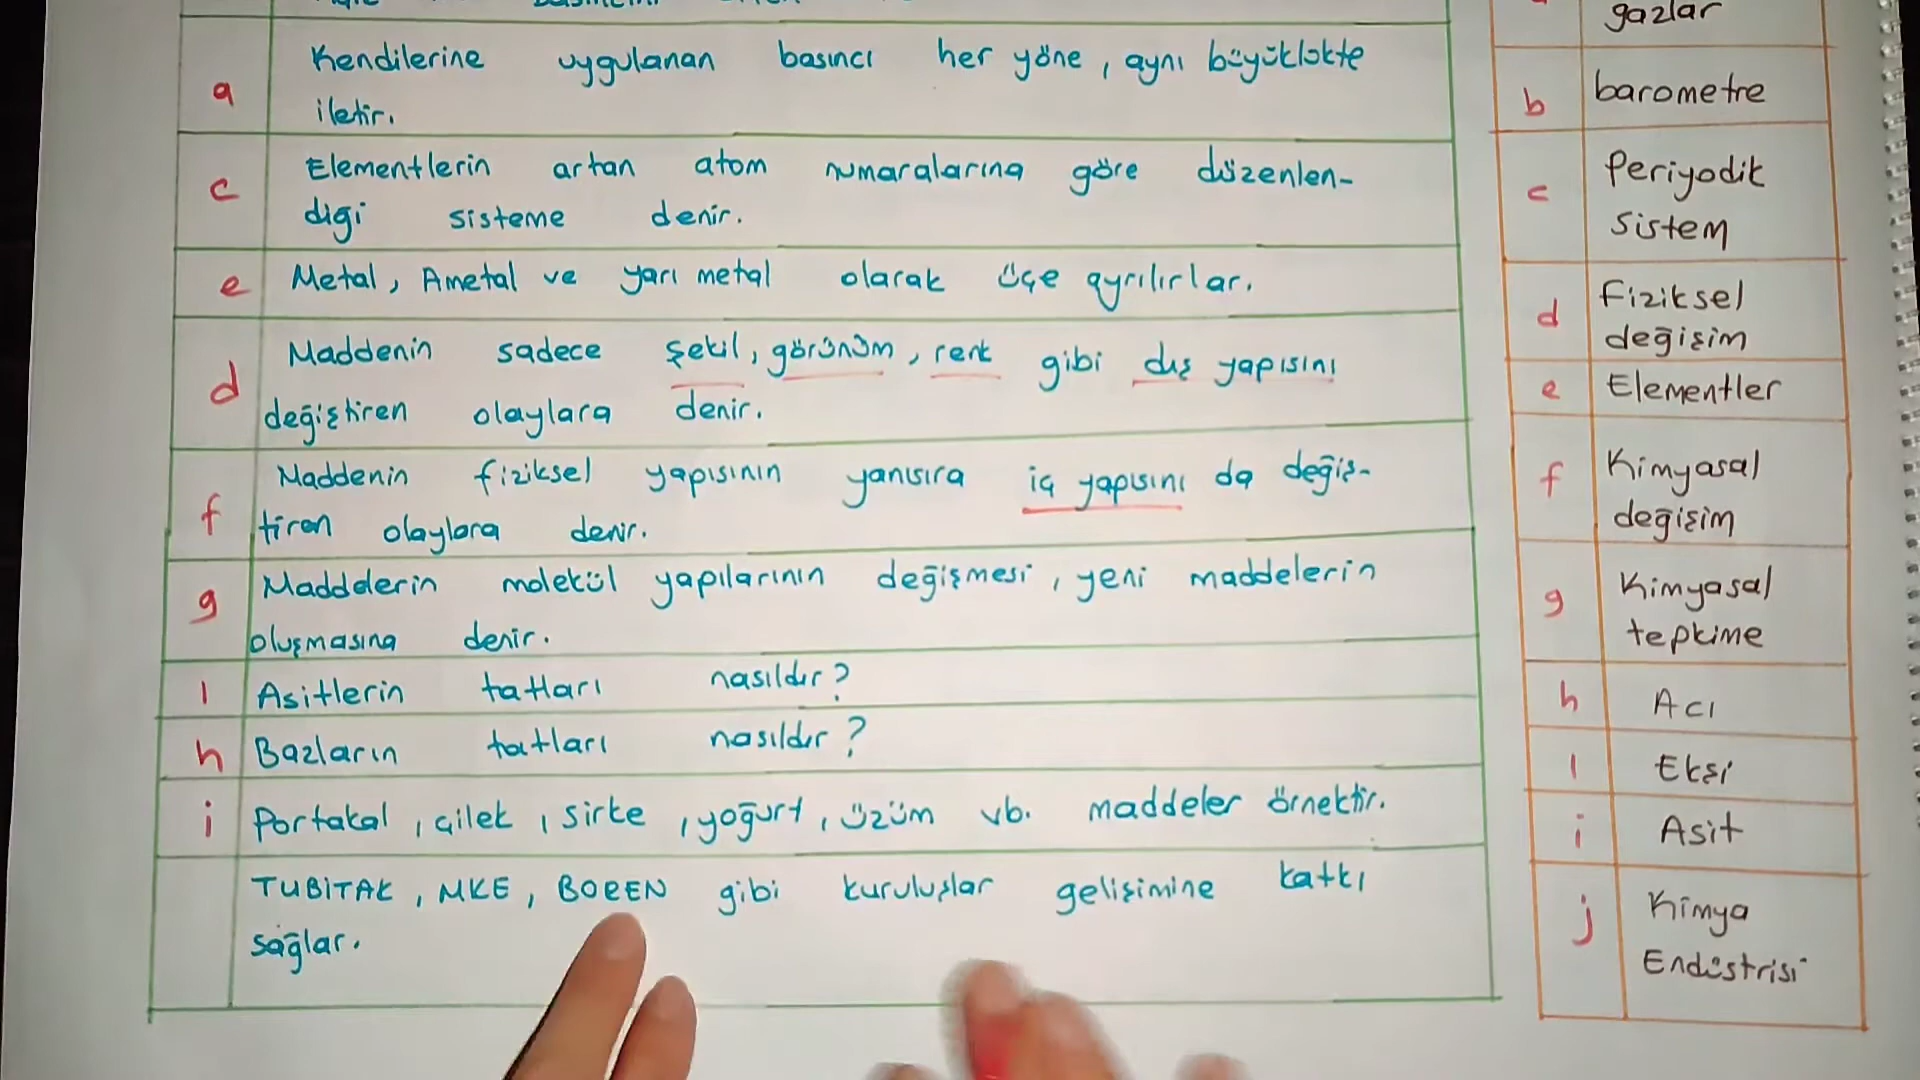 a
Kendilerine uygulanan basıncı her yöne, aynı büyüklükte
iletir.
c
Elementlerin artan atom numaralarına göre düzenlen-
diği sisteme denir.
e
Metal, Ametal ve yarı metal olarak üçe ayrılırlar.
d
Maddenin sadece şekil, görünüm, renk gibi dış yapısını
değiştiren olaylara denir.
f
Maddenin fiziksel yapısının yanısıra iç yapısını da değiş-
tiren olaylara denir.
g
Maddelerin molekül yapılarının değişmesi, yeni maddelerin
oluşmasına denir.
ı
Asitlerin tatları nasıldır?
h
Bazların tatları nasıldır?
i
Portakal, çilek, sirke, yoğurt, üzüm vb. maddeler örnektir.
TUBİTAK, MKE, BOREN gibi kuruluşlar gelişimine katkı
sağlar.
gazlar
b
barometre
c
Periyodik
sistem
d
Fiziksel
değişim
e
Elementler
f
Kimyasal
değişim
g
Kimyasal
tepkime
h
Acı
ı
Ekşi
i
Asit
j
Kimya
Endüstrisi